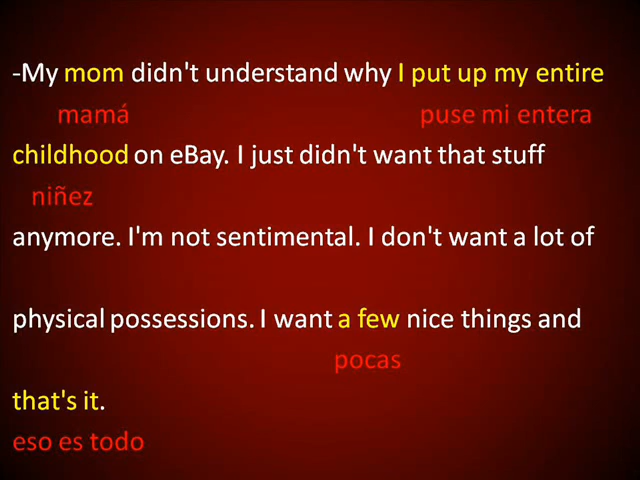 -My mom didn't understand why I put up my entire
mamá puse mi entera
childhood on eBay. I just didn't want that stuff
niñez
anymore. I'm not sentimental. I don't want a lot of
physical possessions. I want a few nice things and
pocas
that's it.
eso es todo